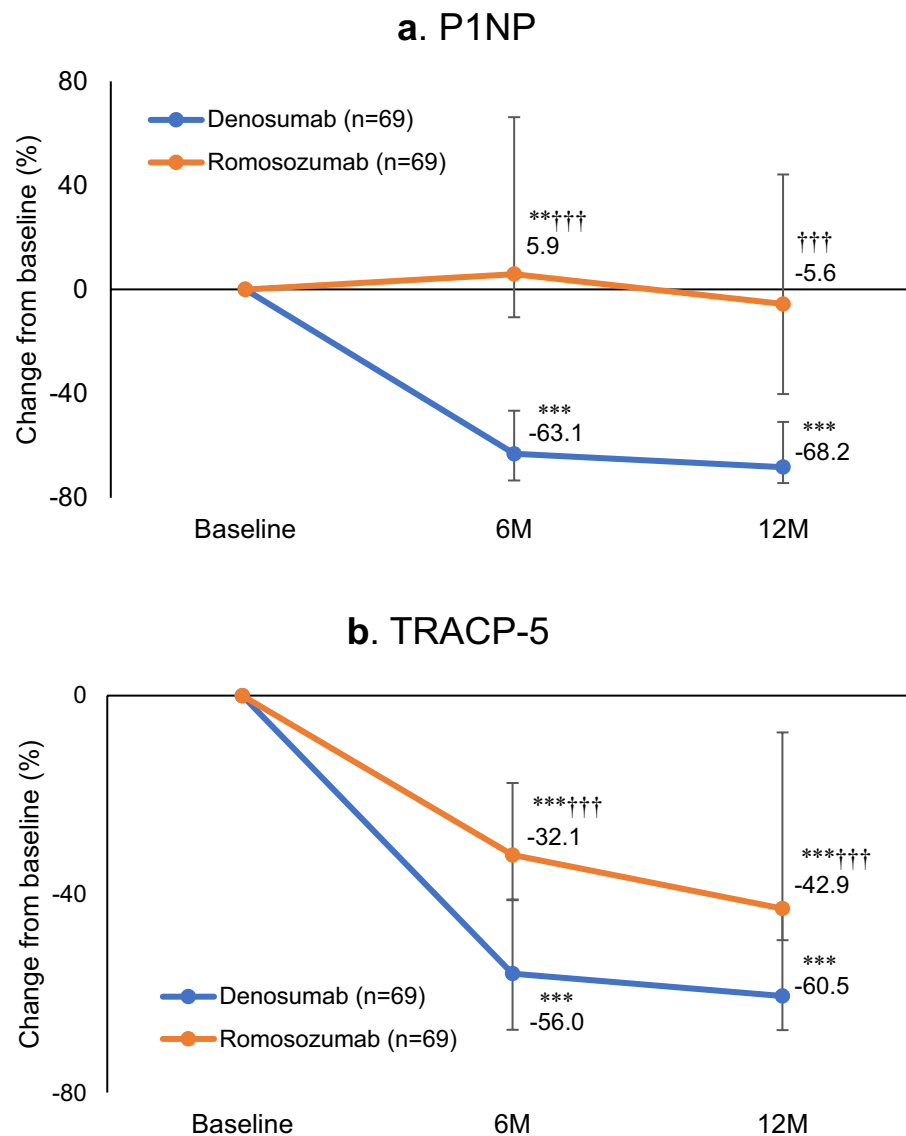 a. P1NP
Change from baseline (%)
80
40
0
-40
-80
Denosumab (n=69)
Romosozumab (n=69)
**†††
5.9
†††
-5.6
***
-63.1
***
-68.2
Baseline 6M 12M
b. TRACP-5
Change from baseline (%)
0
-40
-80
***†††
-32.1
***†††
-42.9
***
-56.0
***
-60.5
Denosumab (n=69)
Romosozumab (n=69)
Baseline 6M 12M